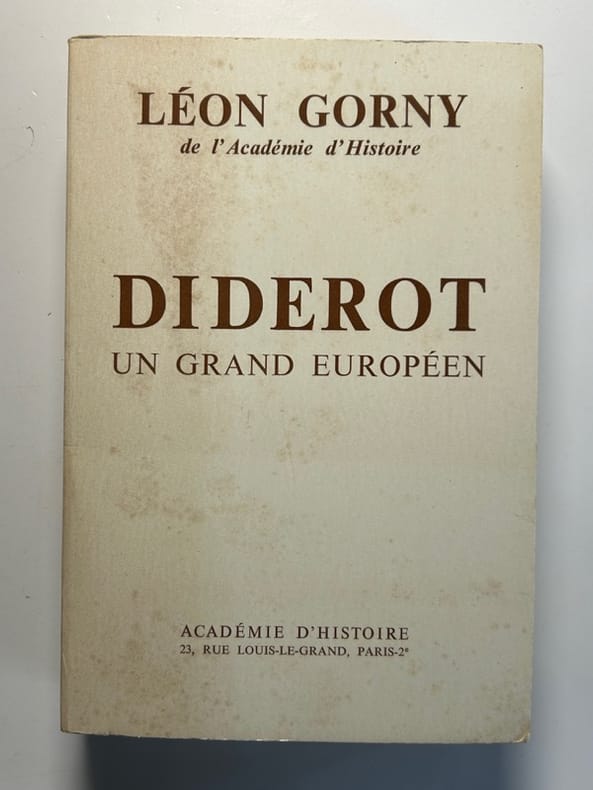 LÉON GORNY
de l'Académie d'Histoire
DIDEROT
UN GRAND EUROPÉEN
ACADÉMIE D'HISTOIRE
23, RUE LOUIS-LE-GRAND, PARIS-2ᵉ